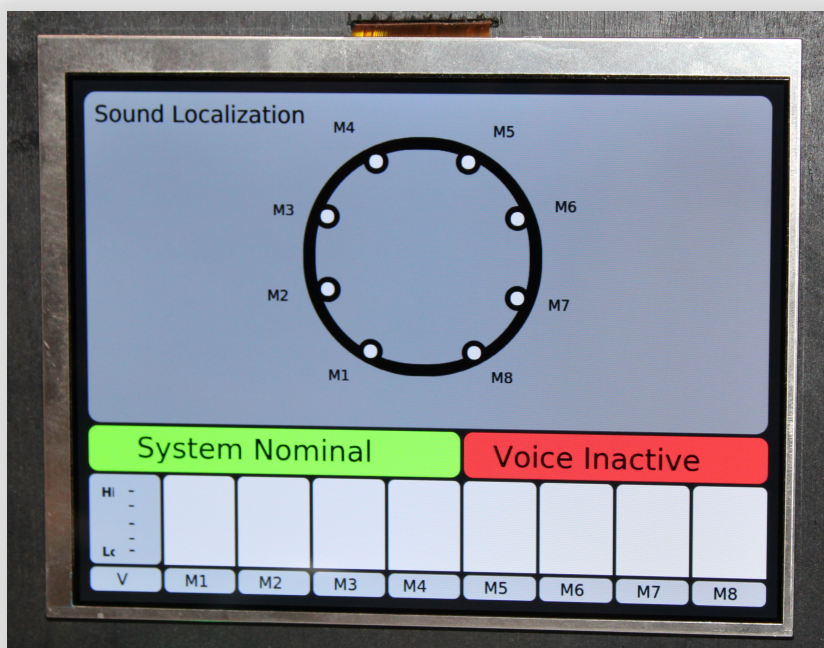 Sound Localization
M4
M5
M3
M6
M2
M7
M1
M8
System Nominal
Voice Inactive
Hi
V
M1
M2
M3
M4
M5
M6
M7
M8